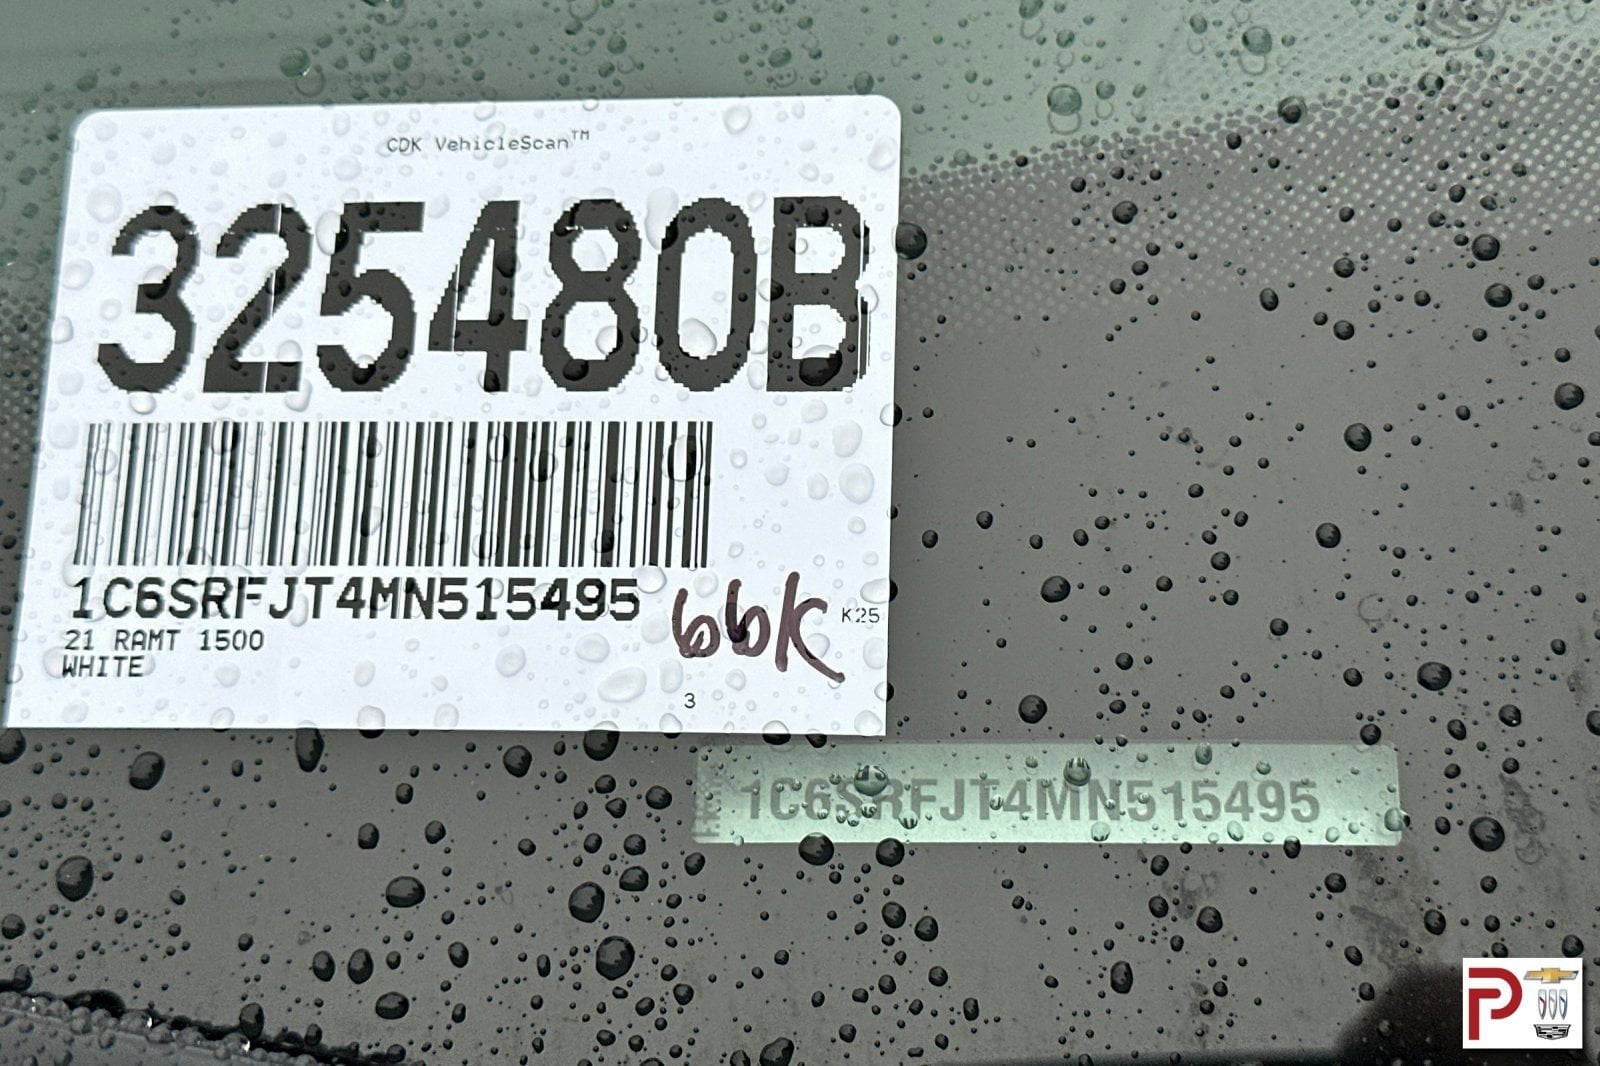 CDK VehicleScan™
325480B
1C6SRFJT4MN515495
21 RAMT 1500
WHITE
66K
K25
3
1C6SRFJT4MN515495
P